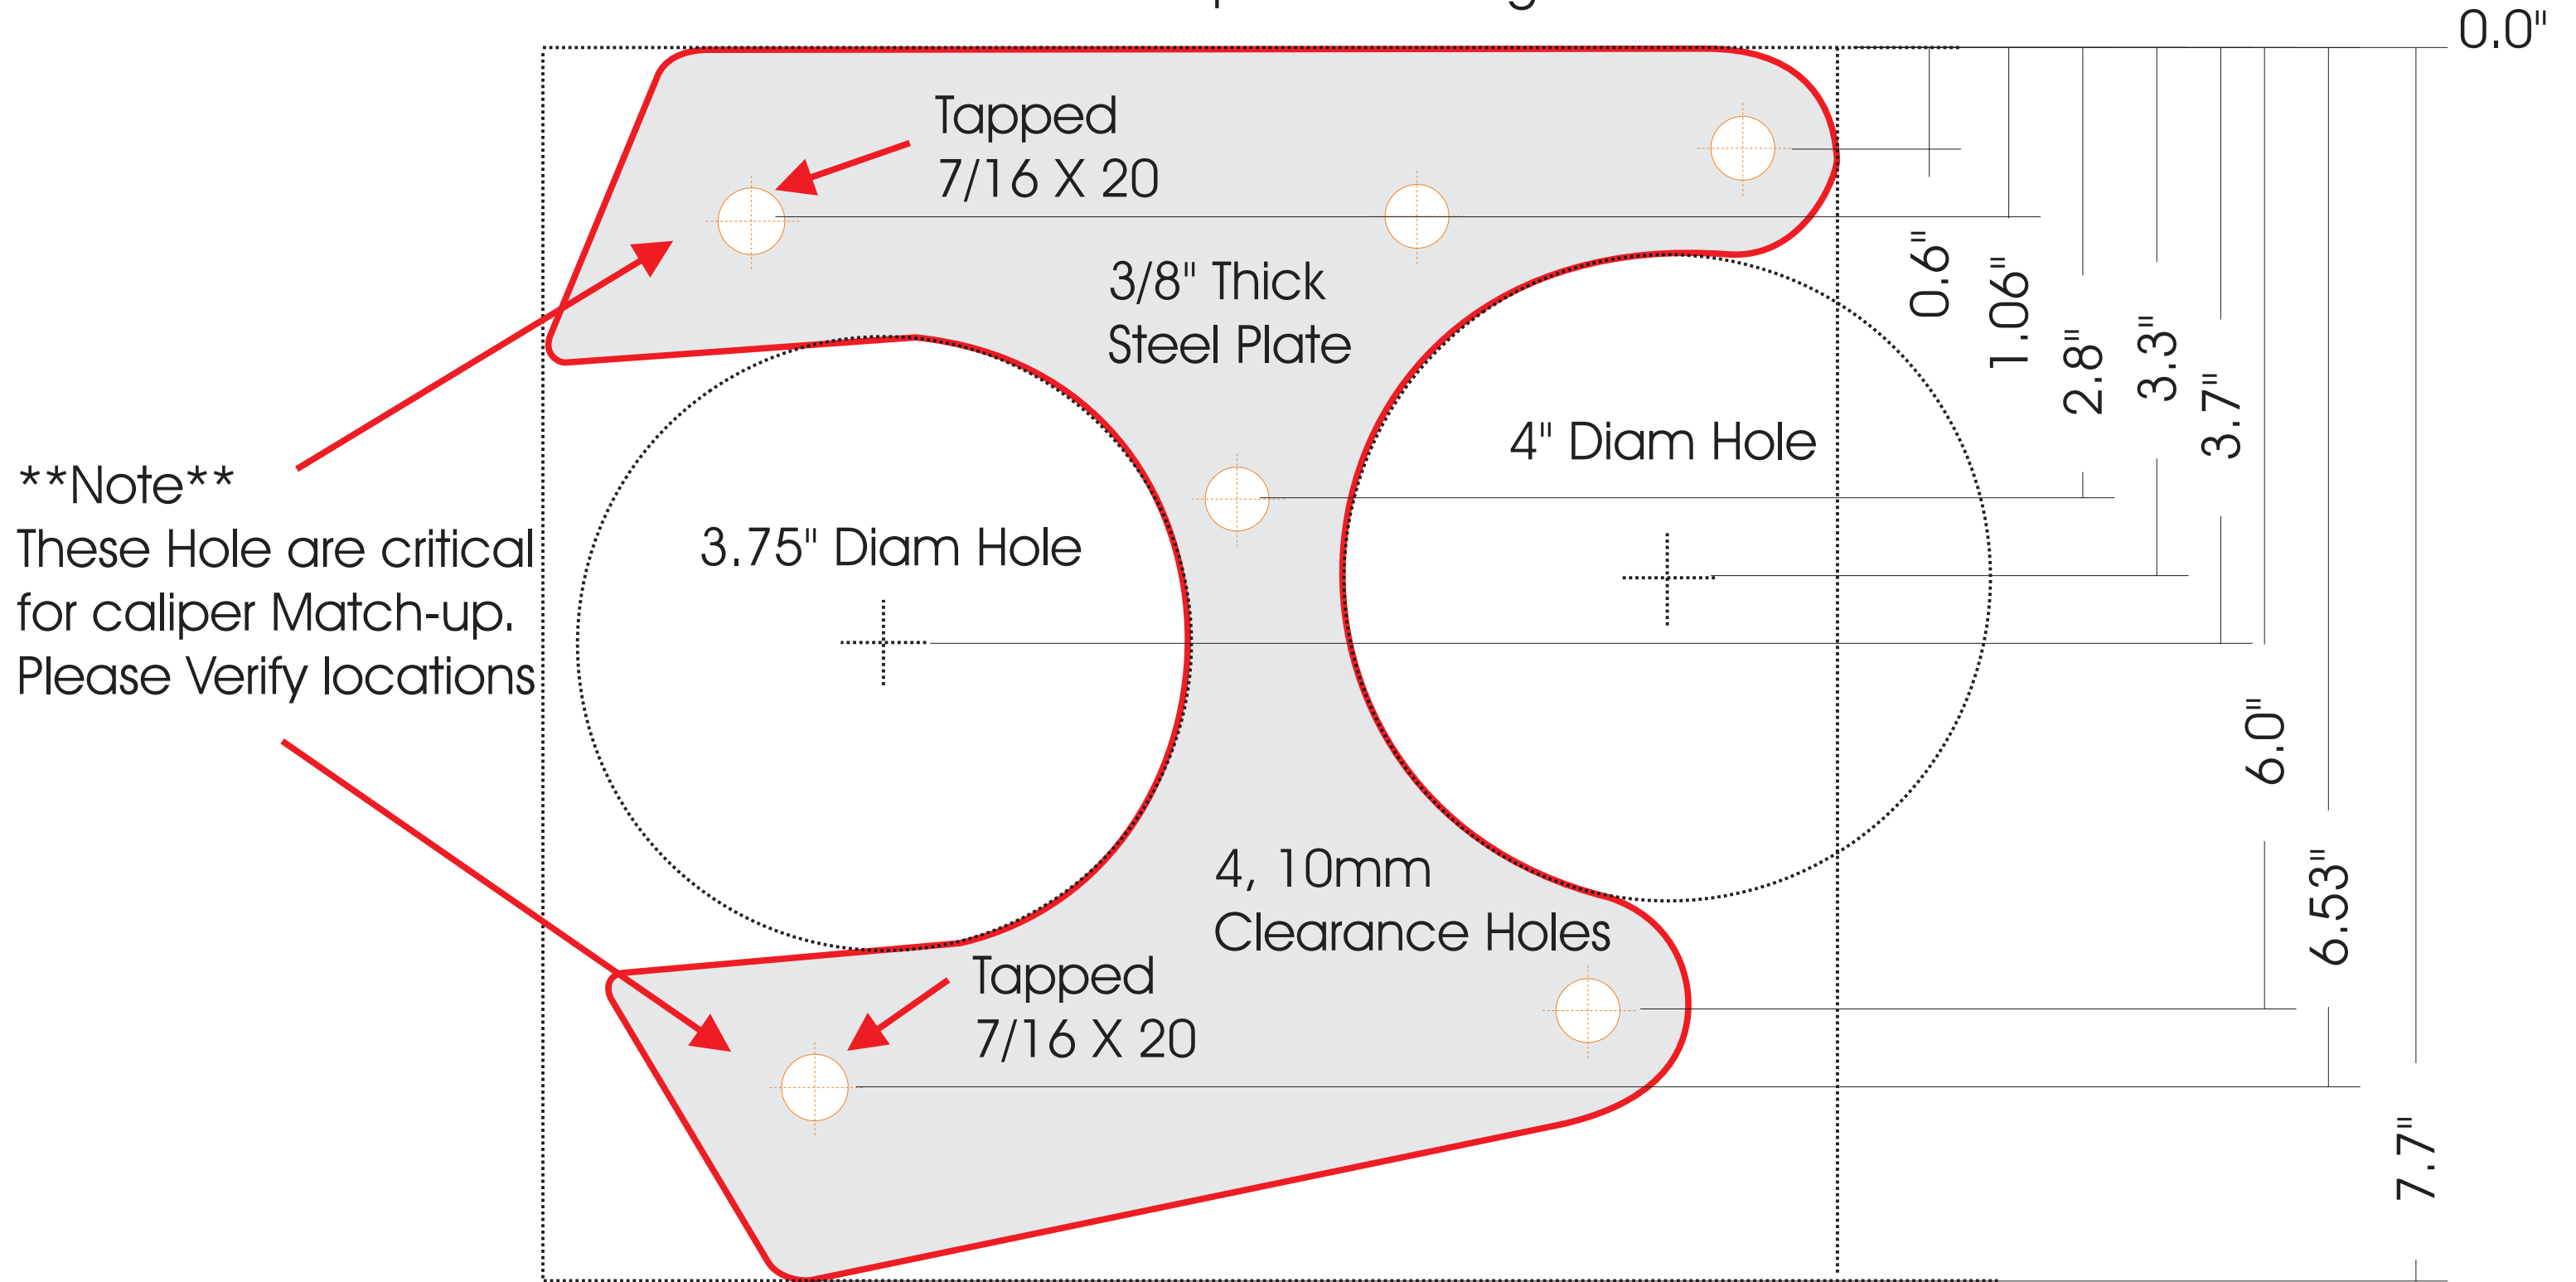 0.0"
Tapped
7/16 X 20
3/8" Thick
Steel Plate
0.6"
1.06"
2.8"
3.3"
3.7"
4" Diam Hole
**Note**
These Hole are critical
for caliper Match-up.
Please Verify locations
3.75" Diam Hole
6.0"
4, 10mm
Clearance Holes
6.53"
Tapped
7/16 X 20
7.7"